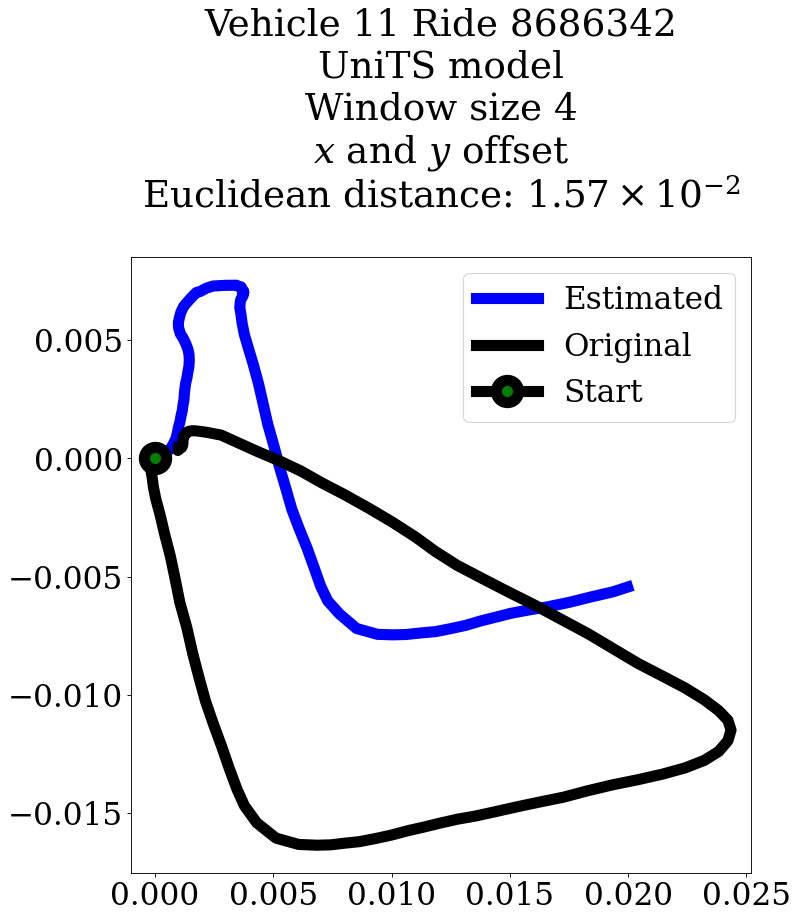 Vehicle 11 Ride 8686342
UniTS model
Window size 4
x and y offset
Euclidean distance: 1.57 × 10⁻²
Estimated
Original
Start
0.005
0.000
−0.005
−0.010
−0.015
0.000 0.005 0.010 0.015 0.020 0.025